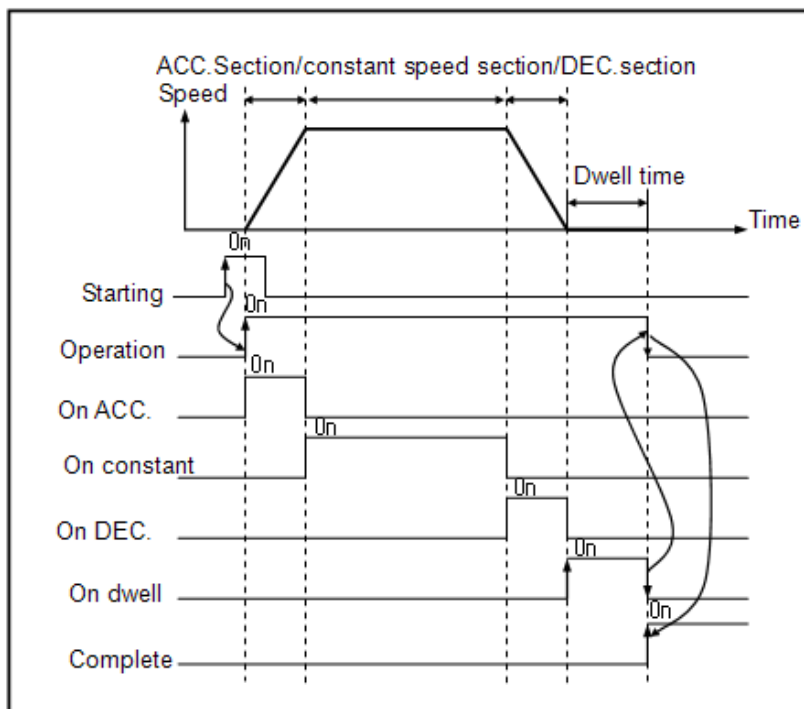 ACC.Section/constant speed section/DEC.section
Speed
Dwell time
Time
On
Starting
On
Operation
On
On ACC.
On
On constant
On
On DEC.
On
On dwell
On
Complete